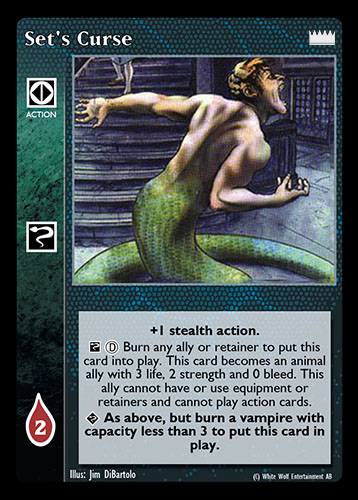 Set's Curse
ACTION
+1 stealth action.
D Burn any ally or retainer to put this
card into play. This card becomes an animal
ally with 3 life, 2 strength and 0 bleed. This
ally cannot have or use equipment or
retainers and cannot play action cards.
As above, but burn a vampire with
capacity less than 3 to put this card in
play.
2
Illus: Jim DiBartolo
(C) White Wolf Entertainment AB